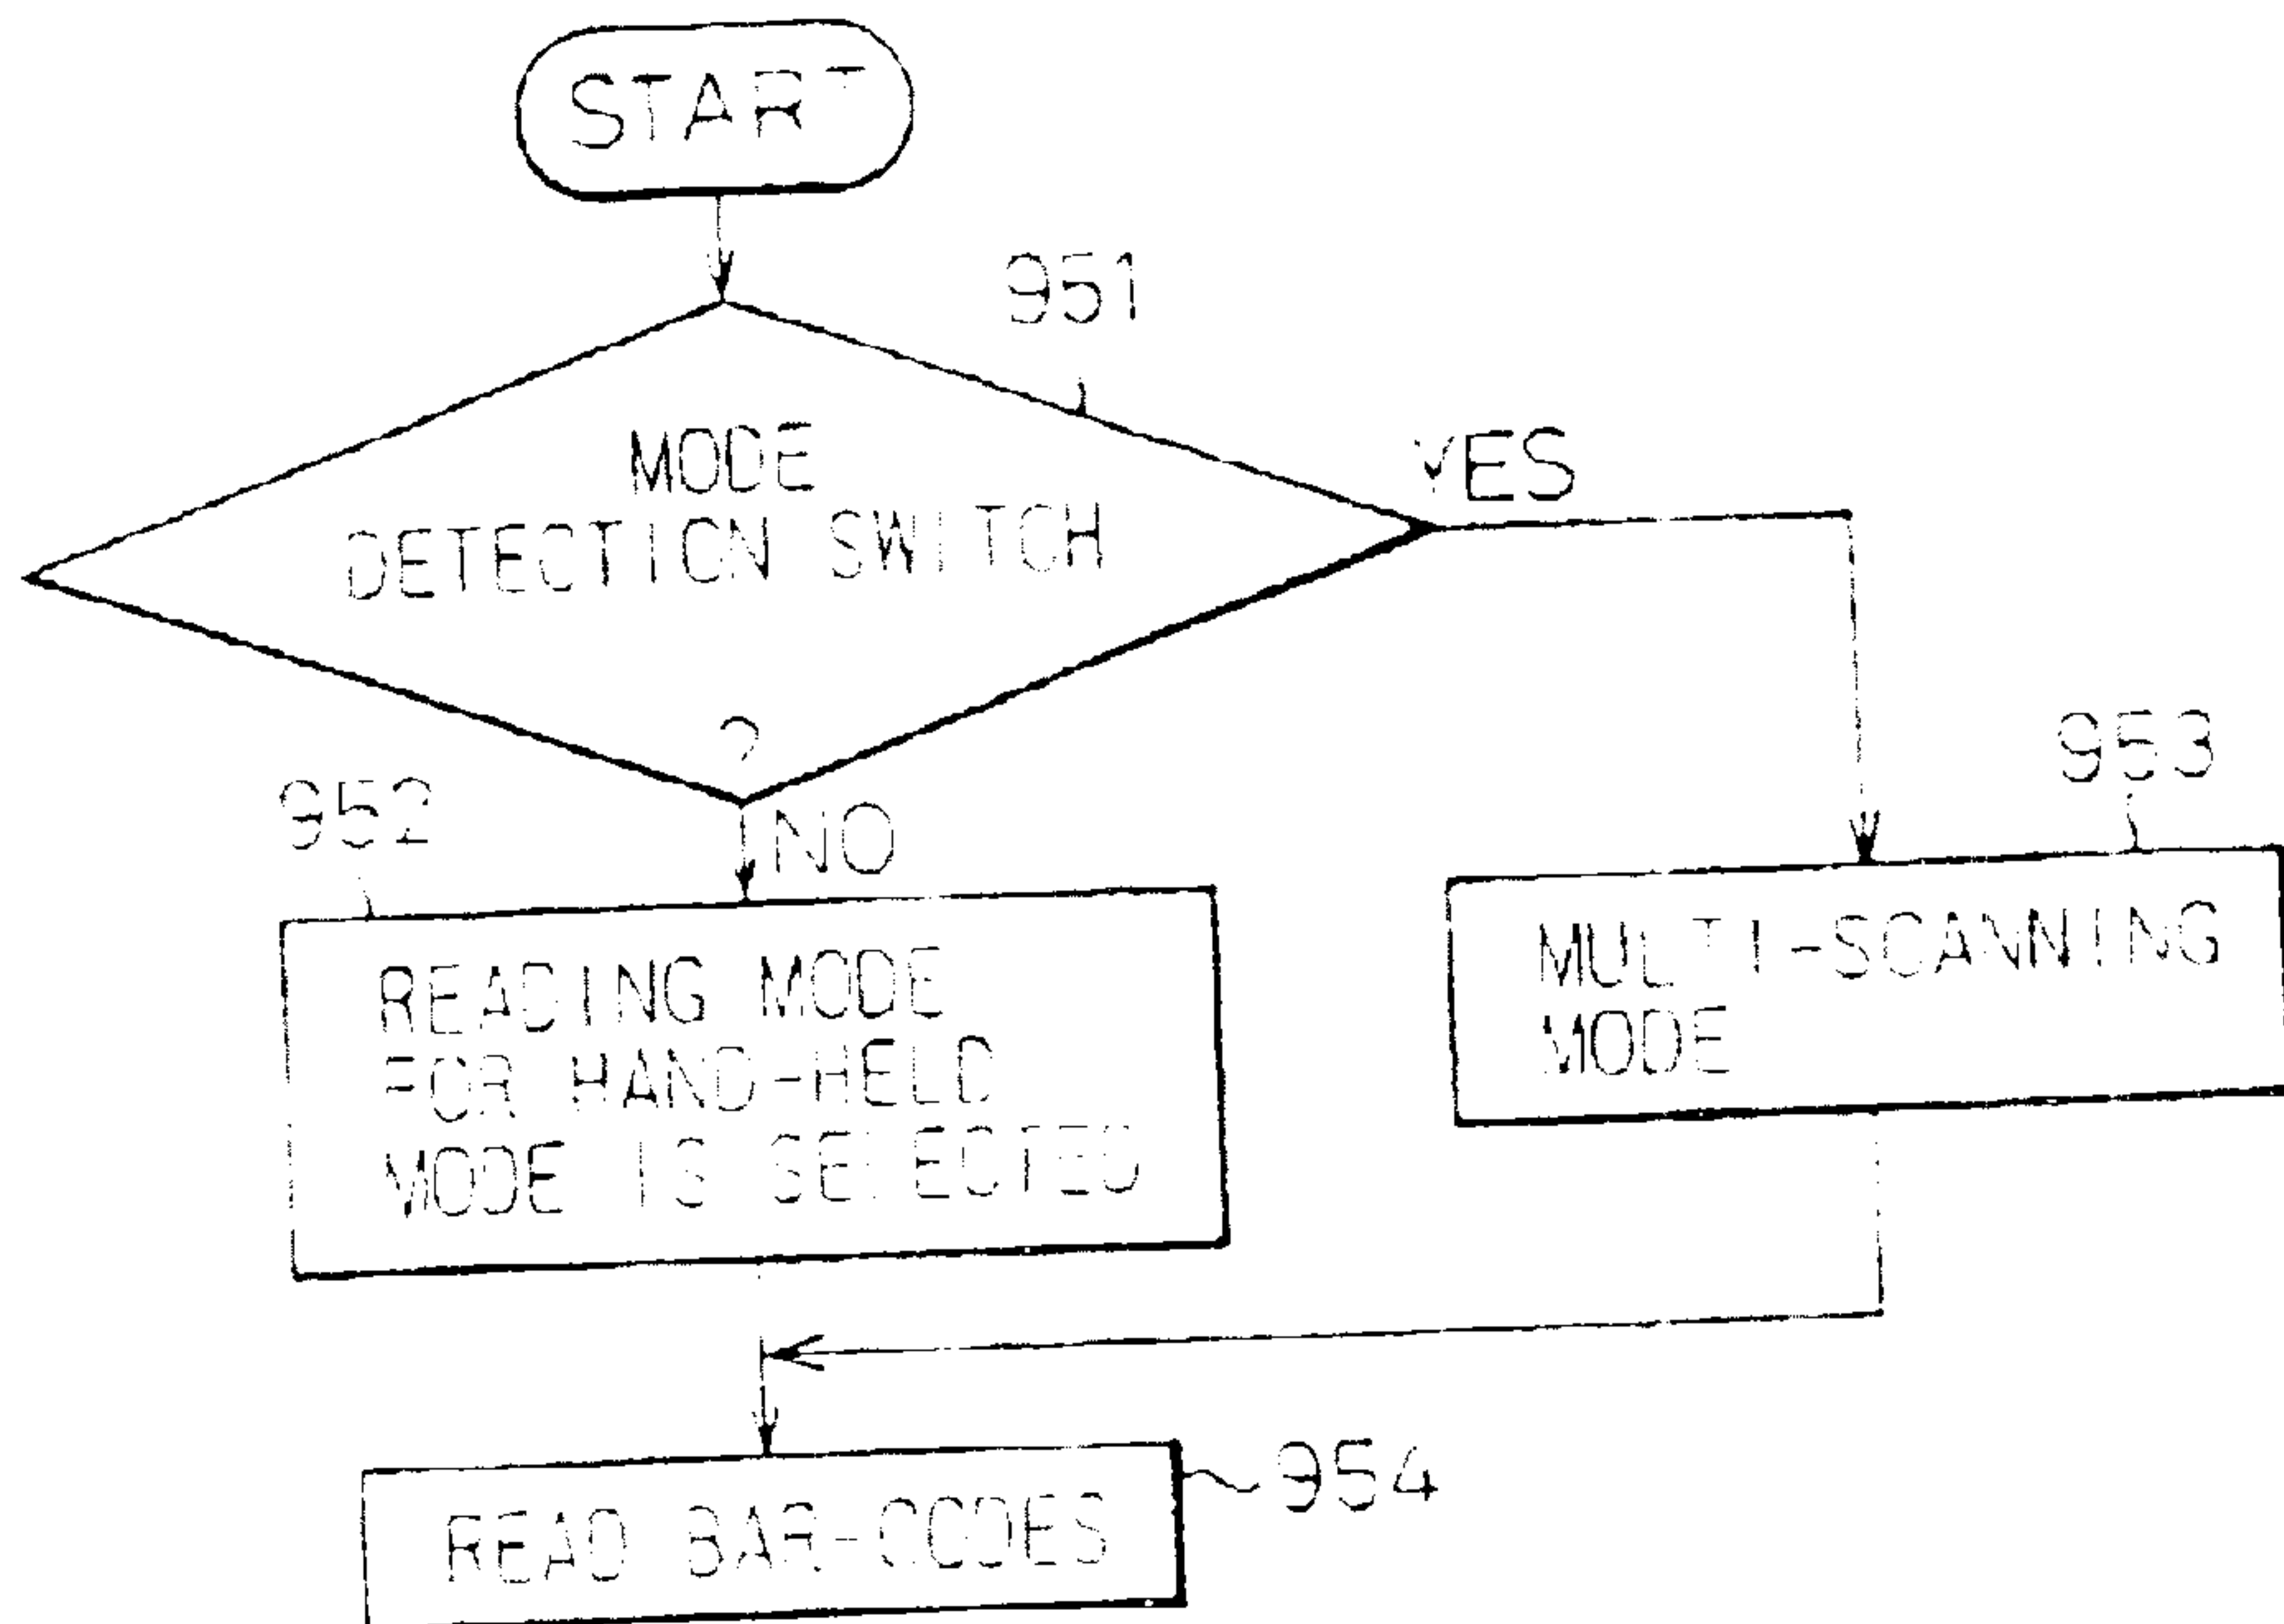 START
951
MODE
DETECTION SWITCH
?
YES
NO
952
READING MODE
FOR HAND-HELD
MODE IS SELECTED
953
MULTI-SCANNING
MODE
READ BAR-CODES
954